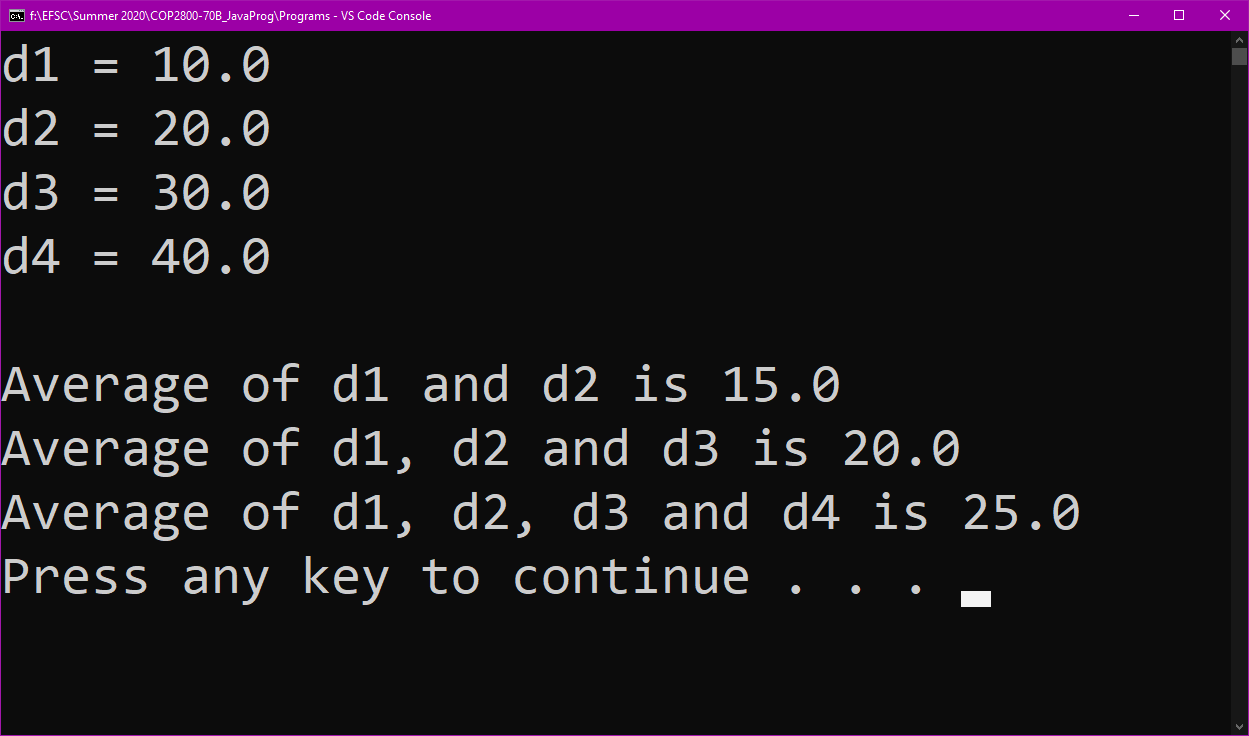 f:\EFSC\Summer 2020\COP2800-70B_JavaProg\Programs - VS Code Console
d1 = 10.0
d2 = 20.0
d3 = 30.0
d4 = 40.0
Average of d1 and d2 is 15.0
Average of d1, d2 and d3 is 20.0
Average of d1, d2, d3 and d4 is 25.0
Press any key to continue . . .